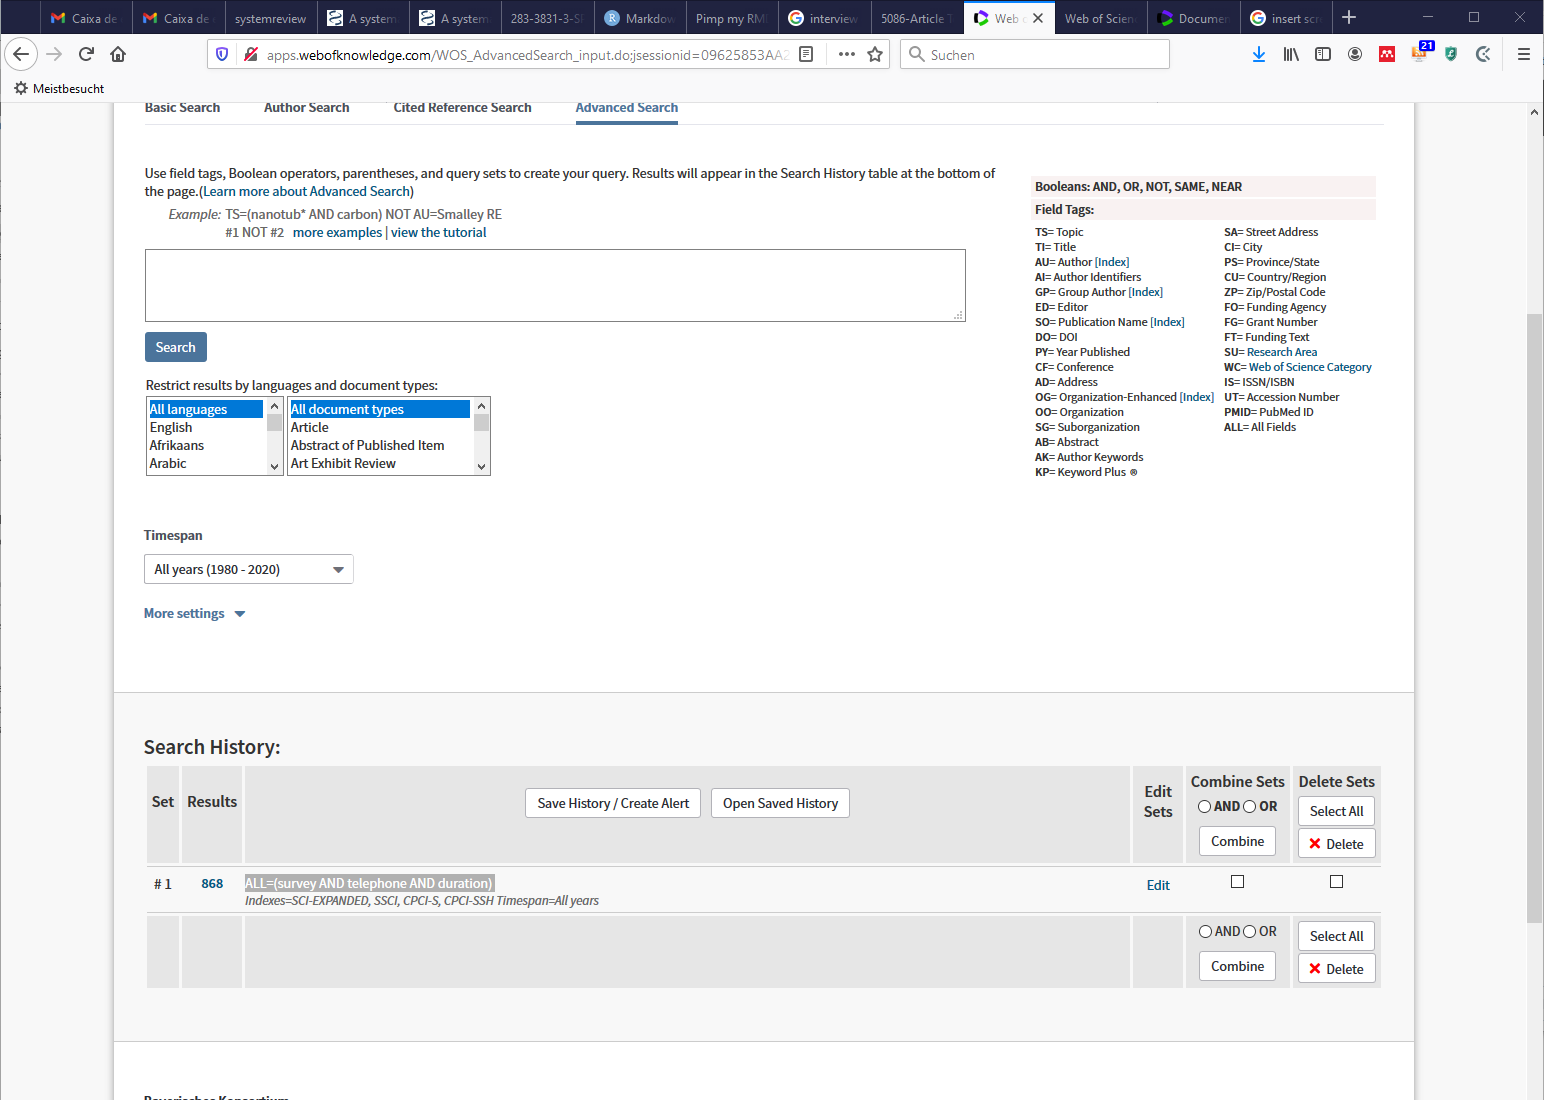 Caixa de
Caixa de
systemreview
A system
A system
283-3831-3-SP
Markdow
Pimp my RM
interview
5086-Article T
Web o
Web of Scien
Documen
insert scr
apps.webofknowledge.com/WOS_AdvancedSearch_input.do;jsessionid=09625853AA2
Suchen
21
Meistbesucht
Basic Search
Author Search
Cited Reference Search
Advanced Search
Use field tags, Boolean operators, parentheses, and query sets to create your query. Results will appear in the Search History table at the bottom of
the page.(Learn more about Advanced Search)
Example: TS=(nanotub* AND carbon) NOT AU=Smalley RE
#1 NOT #2 more examples | view the tutorial
Search
Restrict results by languages and document types:
All languages
English
Afrikaans
Arabic
All document types
Article
Abstract of Published Item
Art Exhibit Review
Timespan
All years (1980 - 2020)
More settings
Booleans: AND, OR, NOT, SAME, NEAR
Field Tags:
TS= Topic
TI= Title
AU= Author [Index]
AI= Author Identifiers
GP= Group Author [Index]
ED= Editor
SO= Publication Name [Index]
DO= DOI
PY= Year Published
CF= Conference
AD= Address
OG= Organization-Enhanced [Index]
OO= Organization
SG= Suborganization
AB= Abstract
AK= Author Keywords
KP= Keyword Plus ®
SA= Street Address
CI= City
PS= Province/State
CU= Country/Region
ZP= Zip/Postal Code
FO= Funding Agency
FG= Grant Number
FT= Funding Text
SU= Research Area
WC= Web of Science Category
IS= ISSN/ISBN
UT= Accession Number
PMID= PubMed ID
ALL= All Fields
Search History:
Set
Results
Save History / Create Alert
Open Saved History
Edit
Sets
Combine Sets
AND OR
Combine
Delete Sets
Select All
Delete
# 1
868
ALL=(survey AND telephone AND duration)
Indexes=SCI-EXPANDED, SSCI, CPCI-S, CPCI-SSH Timespan=All years
Edit
AND OR
Combine
Select All
Delete
Bayerisches Konsortium